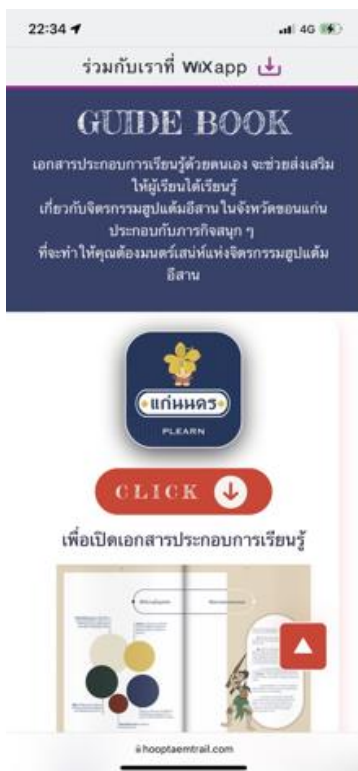 22:34
4G
ร่วมกับเราที่ WiXapp
GUIDE BOOK
เอกสารประกอบการเรียนรู้ด้วยตนเอง จะช่วยส่งเสริม
ให้ผู้เรียนได้เรียนรู้
เกี่ยวกับจิตรกรรมฮูปแต้มอีสาน ในจังหวัดขอนแก่น
ประกอบกับภารกิจสนุก ๆ
ที่จะทำให้คุณต้องมนตร์เสน่ห์แห่งจิตรกรรมฮูปแต้ม
อีสาน
แก่นนคร
PLEARN
CLICK
เพื่อเปิดเอกสารประกอบการเรียนรู้
hooptaemtrail.com